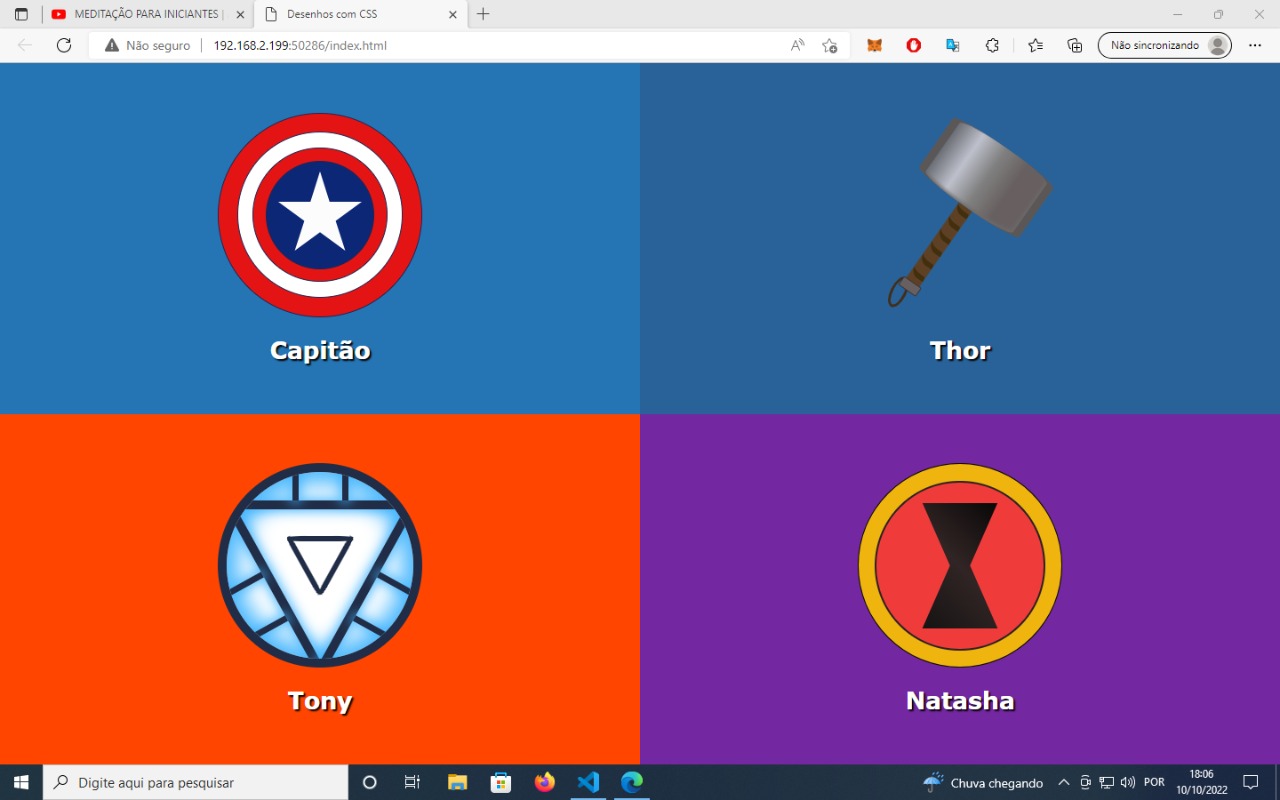 MEDITAÇÃO PARA INICIANTES |
Desenhos com CSS
Não seguro
192.168.2.199:50286/index.html
Não sincronizando
Capitão
Thor
Tony
Natasha
Digite aqui para pesquisar
Chuva chegando
POR
18:06
10/10/2022